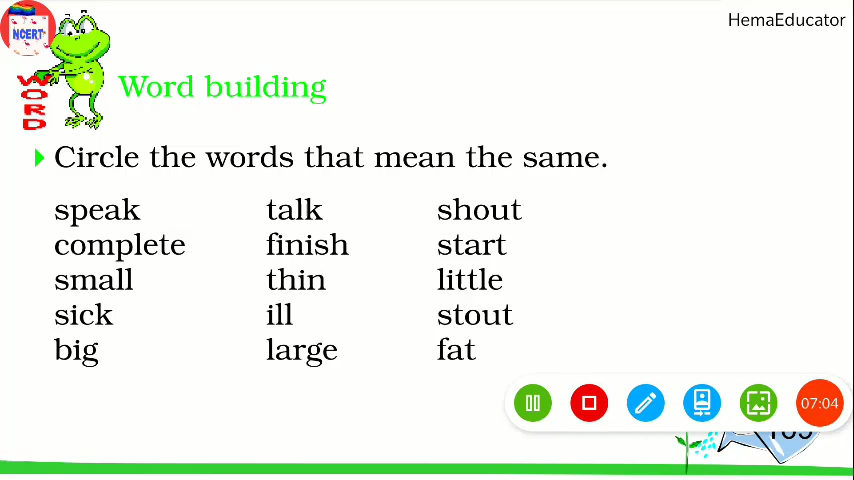 HemaEducator
NCERT
WORD
Word building
Circle the words that mean the same.
speak talk shout
complete finish start
small thin little
sick ill stout
big large fat
07:04